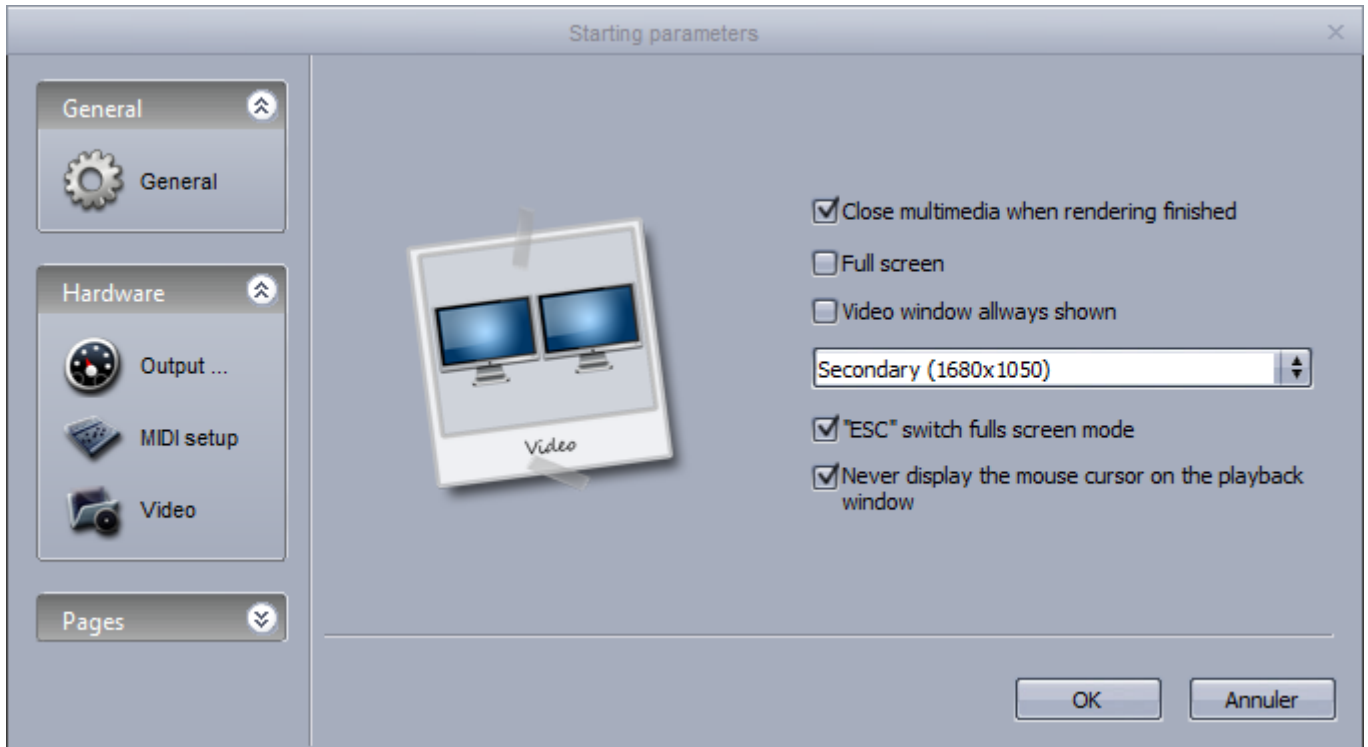 Starting parameters
General
General
Hardware
Output ...
MIDI setup
Video
Pages
Video
Close multimedia when rendering finished
Full screen
Video window allways shown
Secondary (1680x1050)
"ESC" switch fulls screen mode
Never display the mouse cursor on the playback
window
OK
Annuler